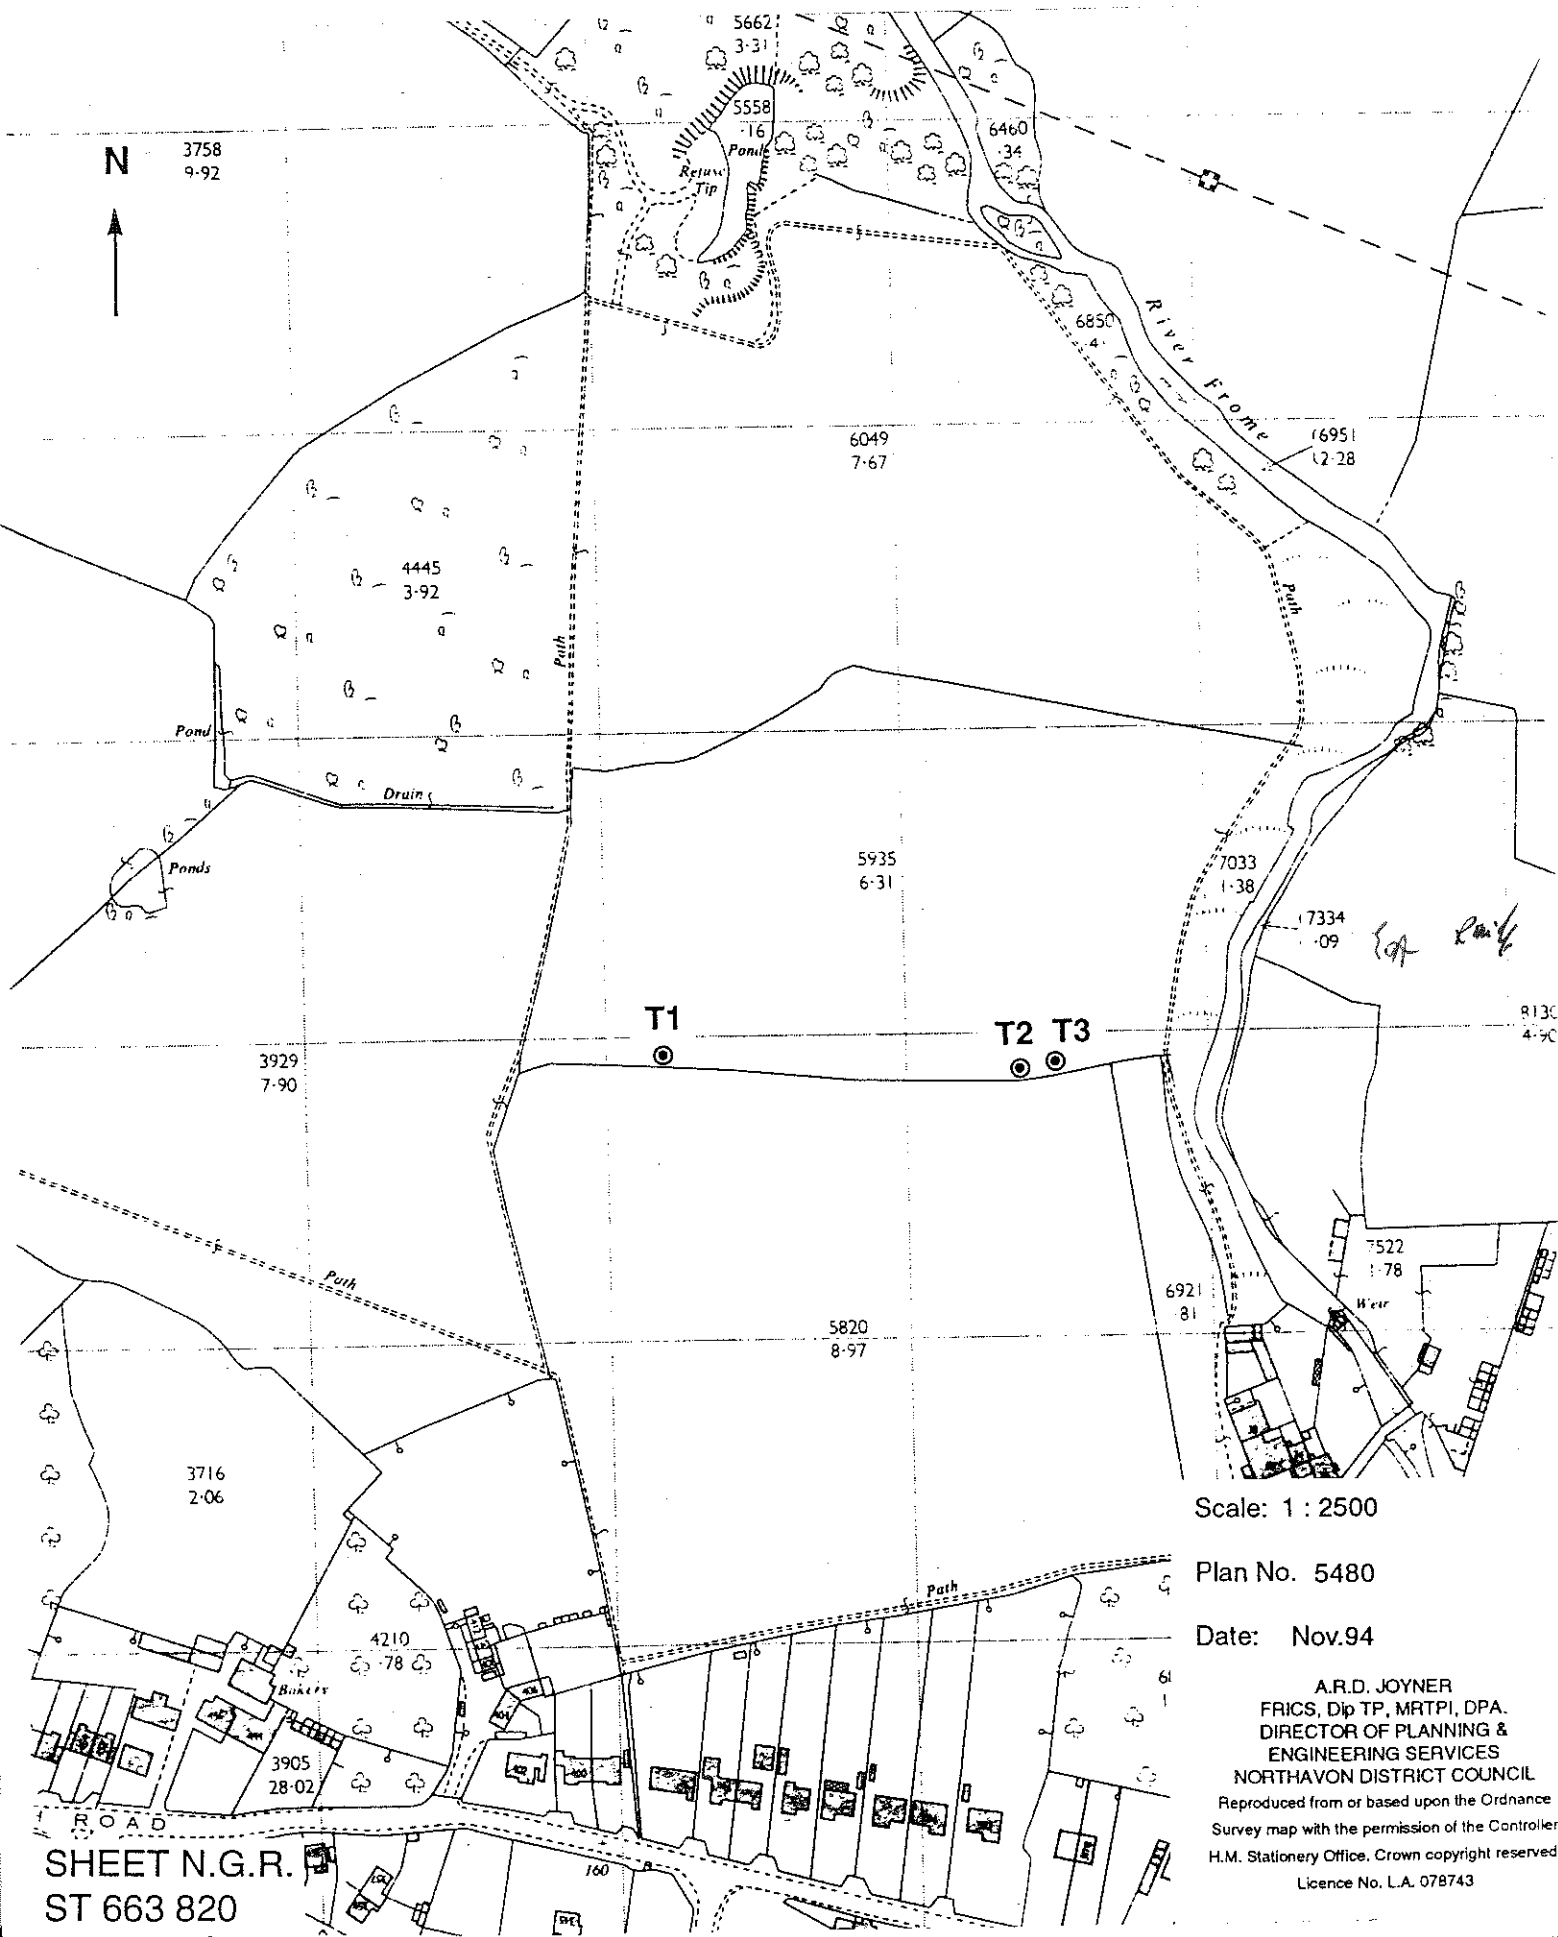 5662
3·31
5558
·16
Pond
Refuse
Tip
6460
·34
N
3758
9·92
River Frome
6850
·4
6049
7·67
6951
2·28
4445
3·92
Path
Path
Pond
Drain
Ponds
5935
6·31
7033
1·38
7334
·09
T1
T2 T3
8130
4·90
3929
7·90
Path
7522
1·78
6921
·81
Weir
5820
8·97
3716
2·06
Scale: 1 : 2500
Path
Plan No. 5480
4210
·78
Date: Nov.94
Bakery
A.R.D. JOYNER
FRICS, Dip TP, MRTPI, DPA.
DIRECTOR OF PLANNING &
ENGINEERING SERVICES
NORTHAVON DISTRICT COUNCIL
Reproduced from or based upon the Ordnance
Survey map with the permission of the Controller
H.M. Stationery Office. Crown copyright reserved
Licence No. L.A. 078743
3905
28·02
ROAD
160
SHEET N.G.R.
ST 663 820